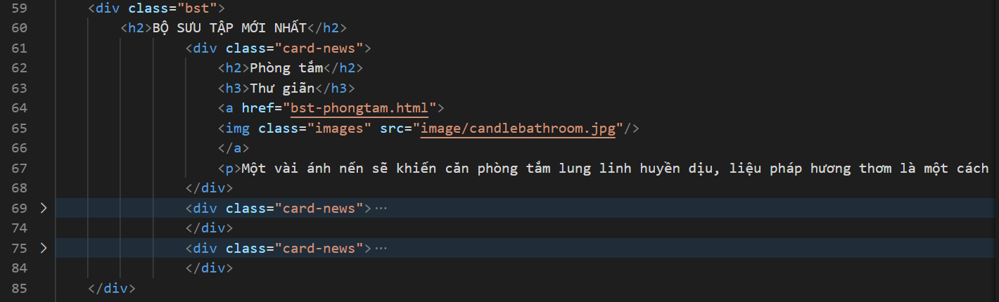 59 <div class="bst">
60 <h2>BỘ SƯU TẬP MỚI NHẤT</h2>
61 <div class="card-news">
62 <h2>Phòng tắm</h2>
63 <h3>Thư giãn</h3>
64 <a href="bst-phongtam.html">
65 <img class="images" src="image/candlebathroom.jpg"/>
66 </a>
67 <p>Một vài ánh nến sẽ khiến căn phòng tắm lung linh huyền dịu, liệu pháp hương thơm là một cách
68 </div>
69 <div class="card-news">⋯
74 </div>
75 <div class="card-news">⋯
84 </div>
85 </div>